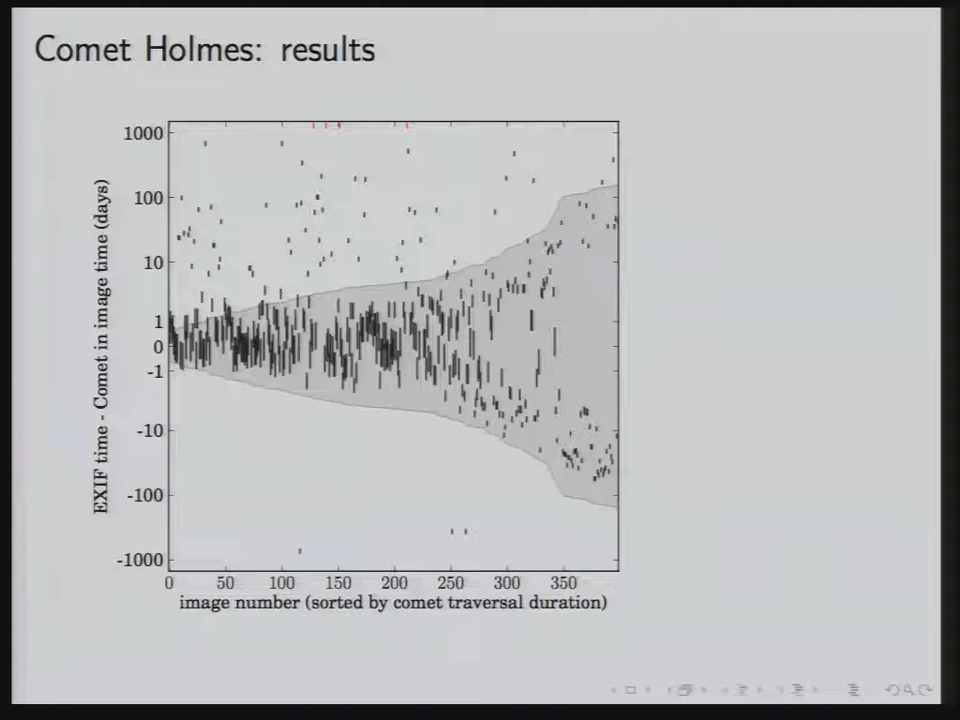 Comet Holmes: results
1000
100
10
1
0
-1
-10
-100
-1000
EXIF time - Comet in image time (days)
0 50 100 150 200 250 300 350
image number (sorted by comet traversal duration)